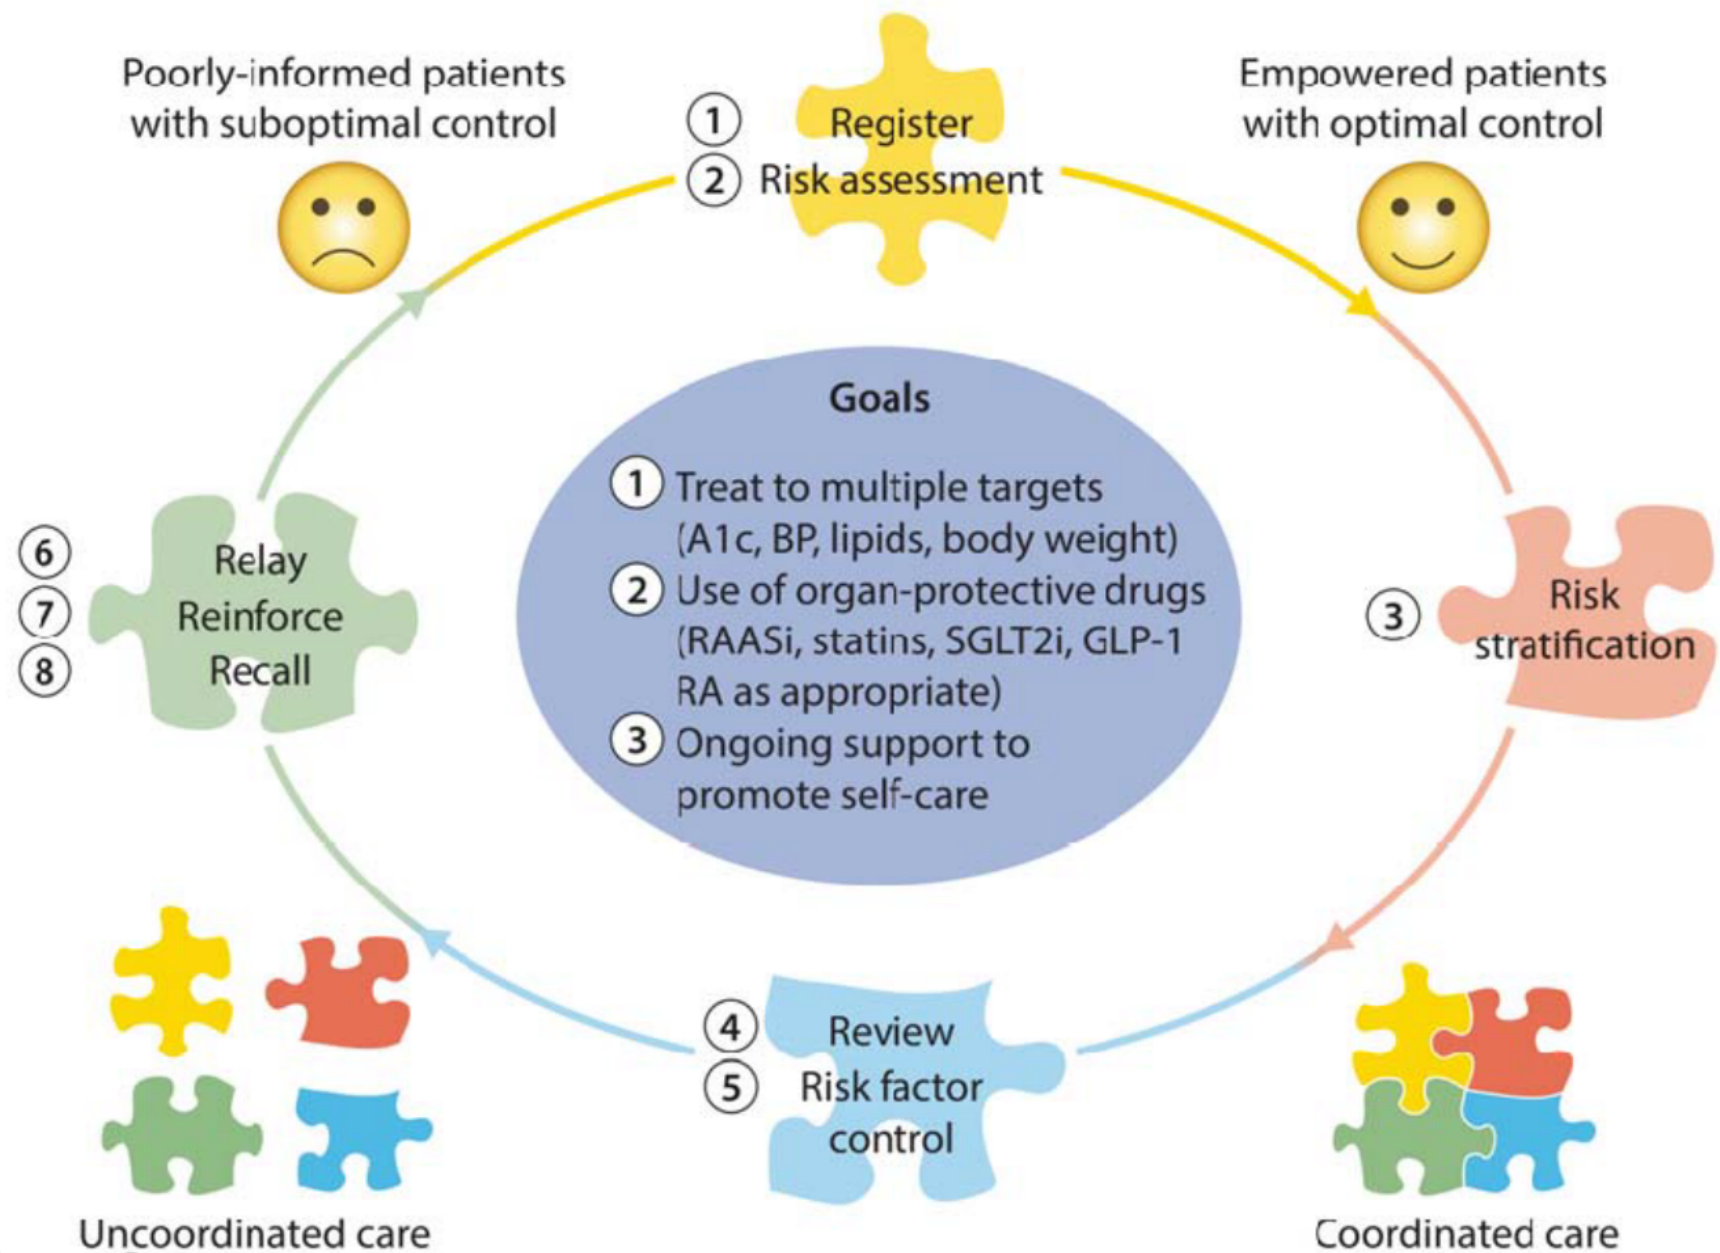 Poorly-informed patients
with suboptimal control
1 Register
2 Risk assessment
Empowered patients
with optimal control
Goals
1 Treat to multiple targets
(A1c, BP, lipids, body weight)
2 Use of organ-protective drugs
(RAASi, statins, SGLT2i, GLP-1
RA as appropriate)
3 Ongoing support to
promote self-care
3 Risk
stratification
4 Review
5 Risk factor
control
6 Relay
7 Reinforce
8 Recall
Uncoordinated care
Coordinated care